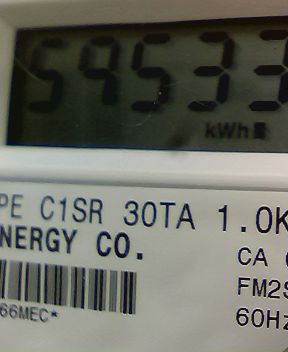 59533
kWh
PE C1SR 30TA 1.0K
NERGY CO.
CA
FM2S
66MEC*
60Hz